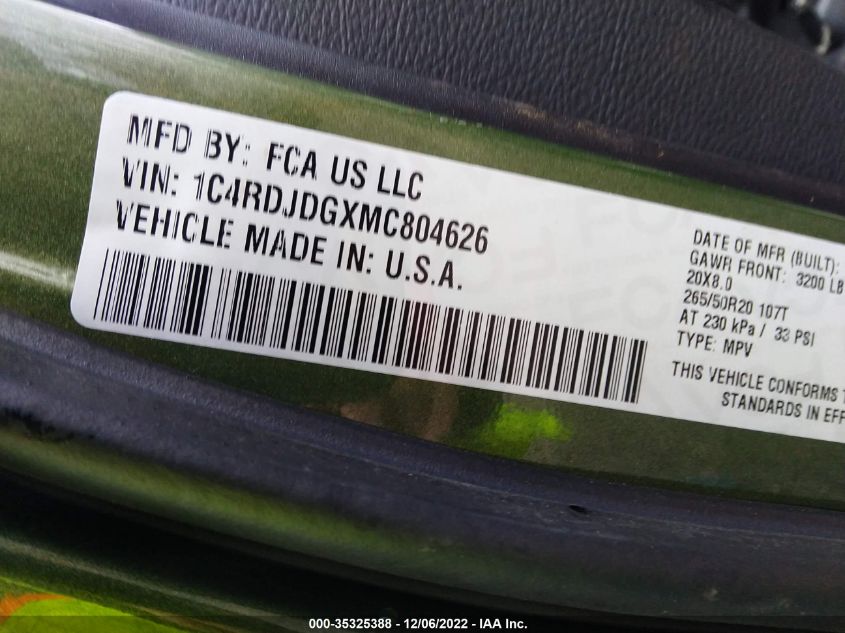 MFD BY: FCA US LLC
VIN: 1C4RDJDGXMC804626
VEHICLE MADE IN: U.S.A.
DATE OF MFR (BUILT):
GAWR FRONT: 3200 LB
20X8.0
265/50R20 107T
AT 230 kPa / 33 PSI
TYPE: MPV
THIS VEHICLE CONFORMS
STANDARDS IN EFF
000-35325388 - 12/06/2022 - IAA Inc.